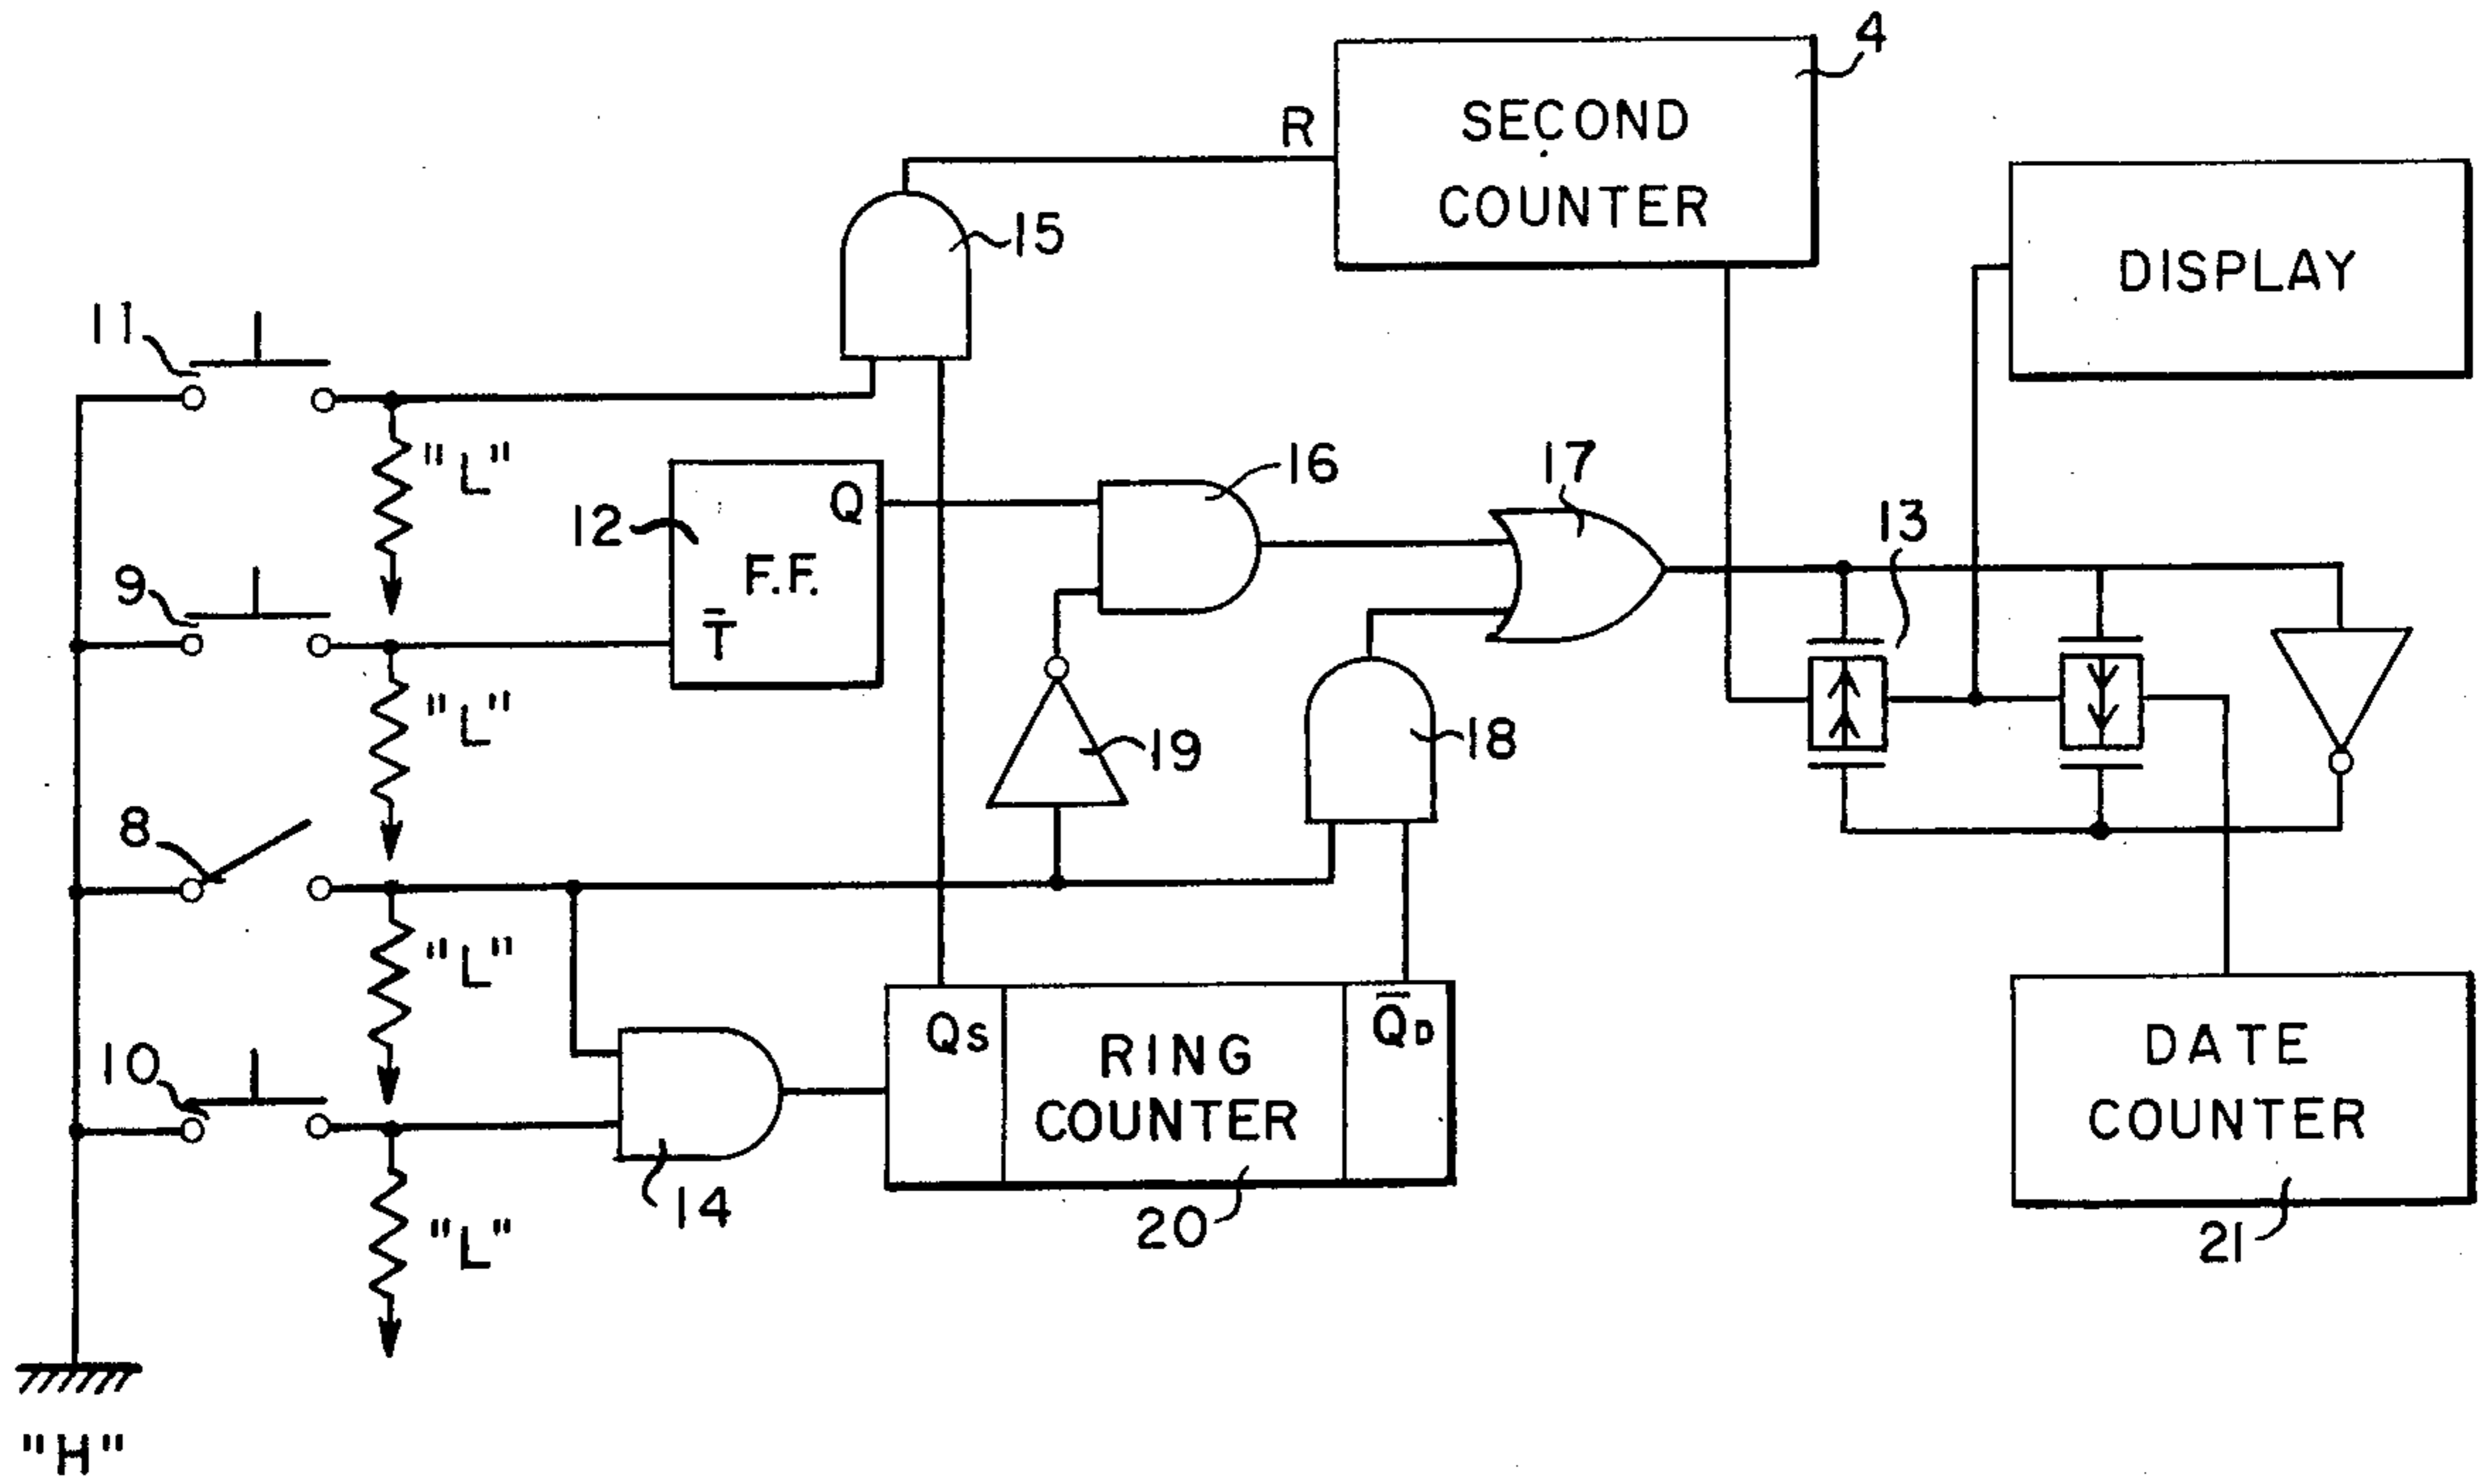 4
R
SECOND
COUNTER
DISPLAY
15
11
"L"
16
17
13
12
Q
F.F.
T̄
9
"L"
19
18
8
"L"
QS
RING
COUNTER
Q̄D
10
14
20
DATE
COUNTER
21
"L"
"H"